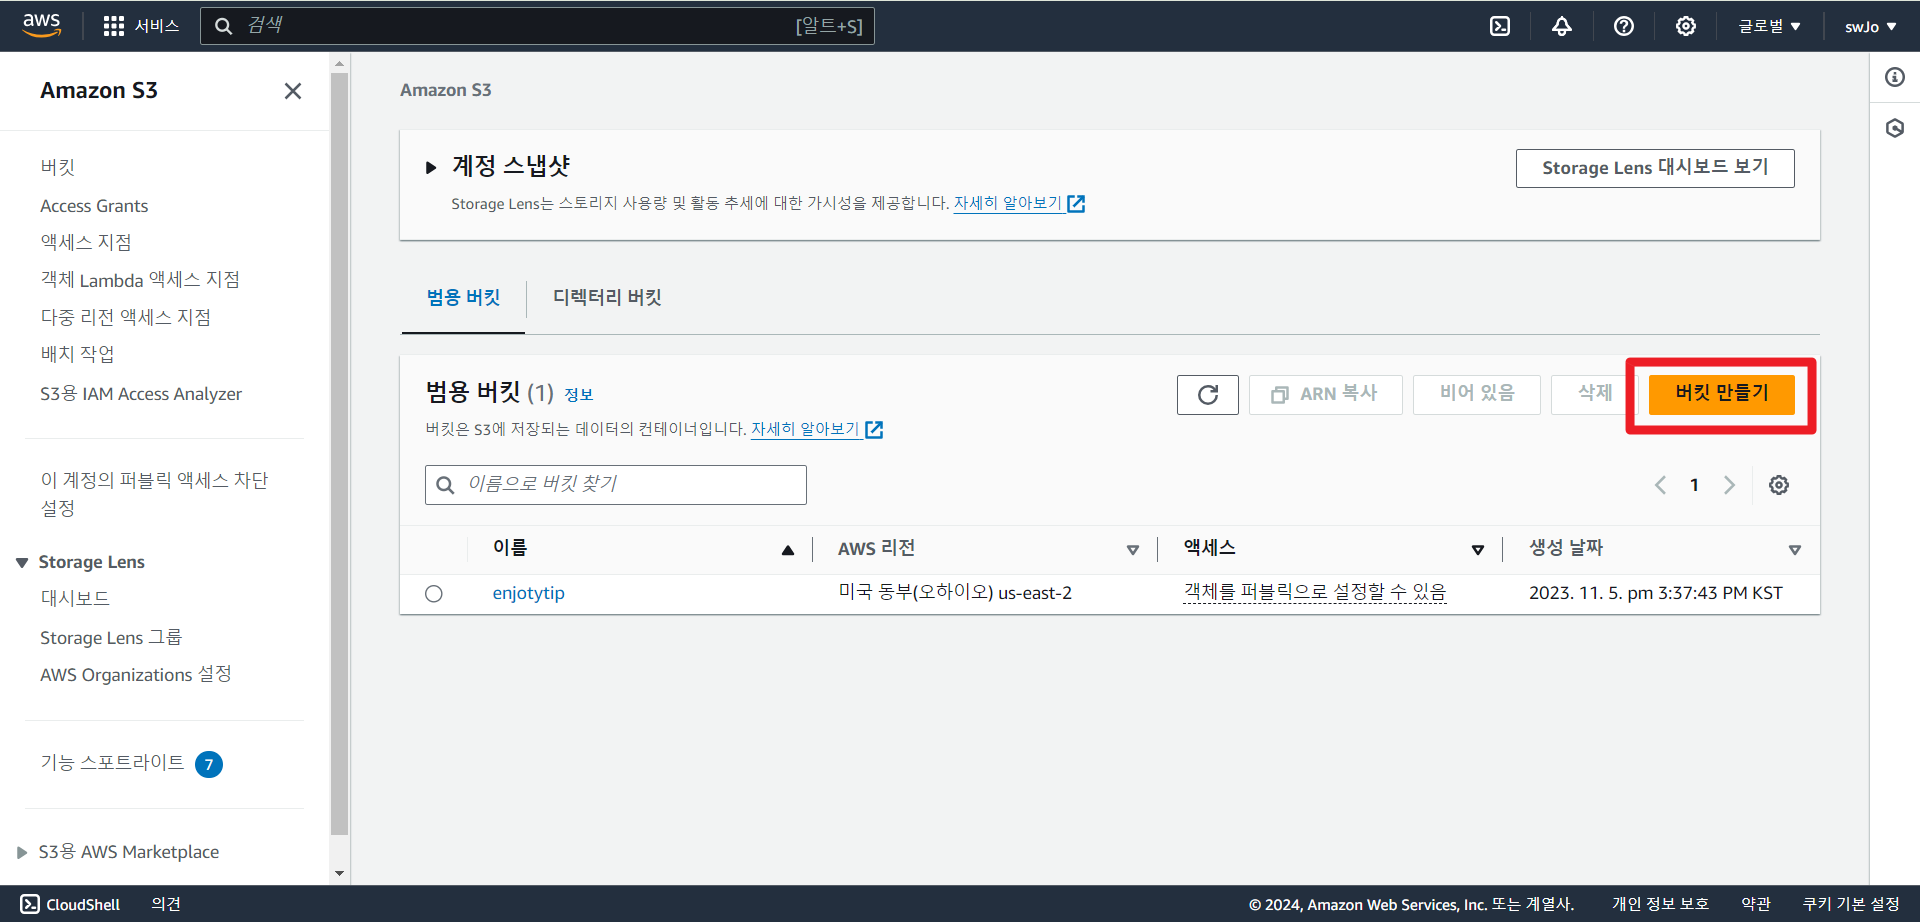 aws
서비스
검색
[알트+S]
글로벌
swJo
Amazon S3
버킷
Access Grants
액세스 지점
객체 Lambda 액세스 지점
다중 리전 액세스 지점
배치 작업
S3용 IAM Access Analyzer
이 계정의 퍼블릭 액세스 차단
설정
Storage Lens
대시보드
Storage Lens 그룹
AWS Organizations 설정
기능 스포트라이트 7
S3용 AWS Marketplace
Amazon S3
계정 스냅샷
Storage Lens 대시보드 보기
Storage Lens는 스토리지 사용량 및 활동 추세에 대한 가시성을 제공합니다. 자세히 알아보기
범용 버킷
디렉터리 버킷
범용 버킷 (1) 정보
ARN 복사
비어 있음
삭제
버킷 만들기
버킷은 S3에 저장되는 데이터의 컨테이너입니다. 자세히 알아보기
이름으로 버킷 찾기
1
이름
AWS 리전
액세스
생성 날짜
enjotytip
미국 동부(오하이오) us-east-2
객체를 퍼블릭으로 설정할 수 있음
2023. 11. 5. pm 3:37:43 PM KST
CloudShell
의견
© 2024, Amazon Web Services, Inc. 또는 계열사.
개인 정보 보호
약관
쿠키 기본 설정